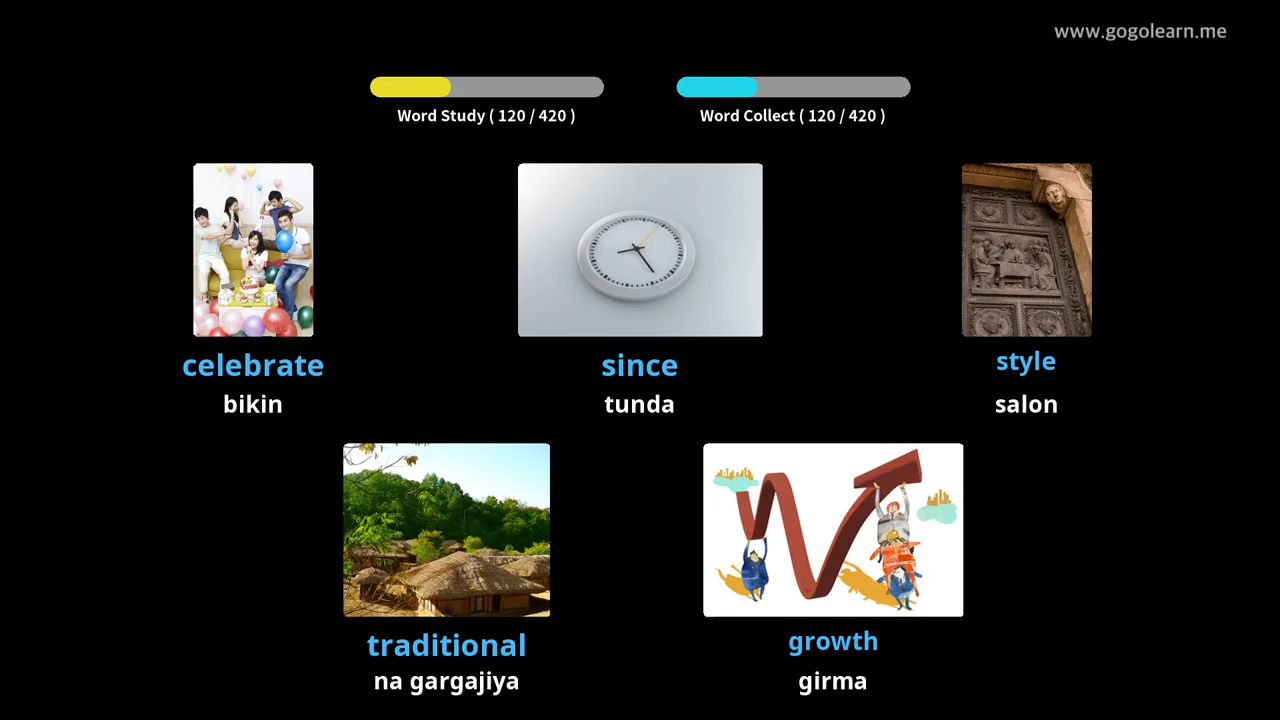 www.gogolearn.me
Word Study ( 120 / 420 )
Word Collect ( 120 / 420 )
celebrate
bikin
since
tunda
style
salon
traditional
na gargajiya
growth
girma